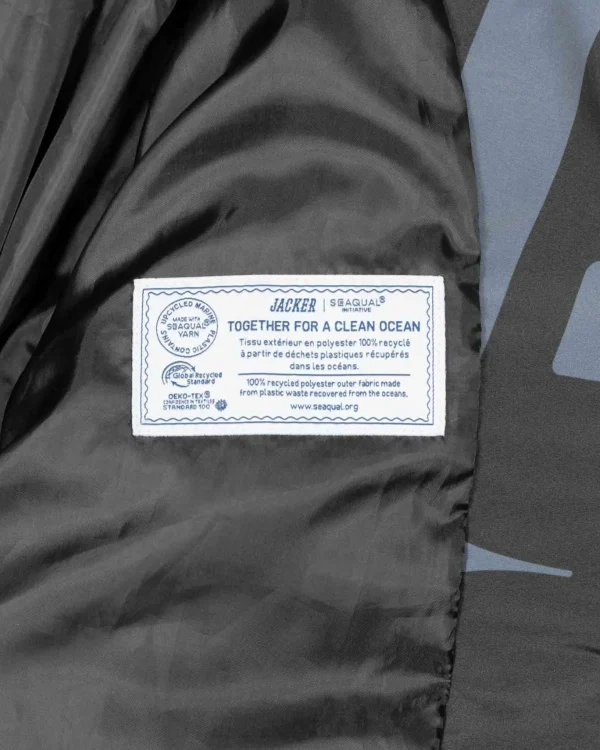 UPCYCLED MARINE PLASTIC CONTAINS
MADE WITH
SEAQUAL®
YARN
Global Recycled
Standard
OEKO-TEX®
CONFIDENCE IN TEXTILES
STANDARD 100
JACKER | SEAQUAL®
INITIATIVE
TOGETHER FOR A CLEAN OCEAN
Tissu extérieur en polyester 100% recyclé
à partir de déchets plastiques récupérés
dans les océans.
100% recycled polyester outer fabric made
from plastic waste recovered from the oceans.
www.seaqual.org